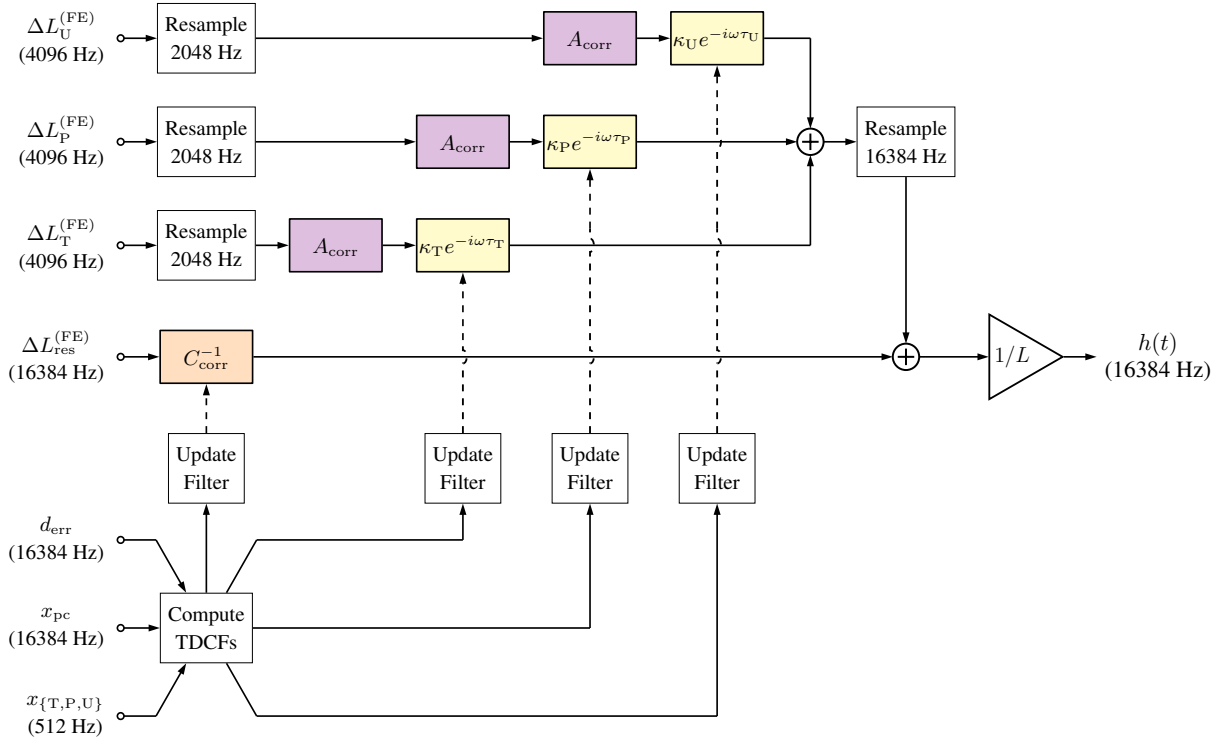 ΔL_U^(FE)
(4096 Hz)
Resample
2048 Hz
A_corr
κ_U e^{−iωτ_U}
ΔL_P^(FE)
(4096 Hz)
Resample
2048 Hz
A_corr
κ_P e^{−iωτ_P}
+
Resample
16384 Hz
ΔL_T^(FE)
(4096 Hz)
Resample
2048 Hz
A_corr
κ_T e^{−iωτ_T}
ΔL_res^(FE)
(16384 Hz)
C_corr^{−1}
+
1/L
h(t)
(16384 Hz)
Update
Filter
Update
Filter
Update
Filter
Update
Filter
d_err
(16384 Hz)
x_pc
(16384 Hz)
Compute
TDCFs
x_{T,P,U}
(512 Hz)